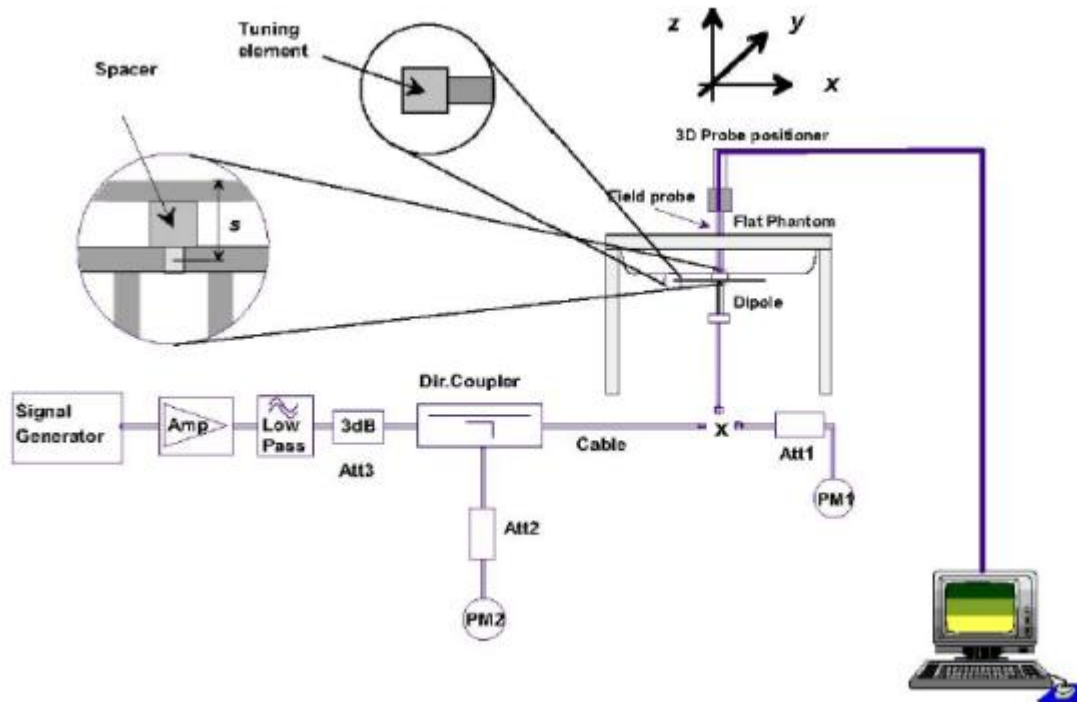 Tuning
element
Spacer
s
z
y
x
3D Probe positioner
Field probe
Flat Phantom
Dipole
Dir.Coupler
Signal
Generator
Amp
Low
Pass
3dB
Att3
Cable
x
Att1
PM1
Att2
PM2